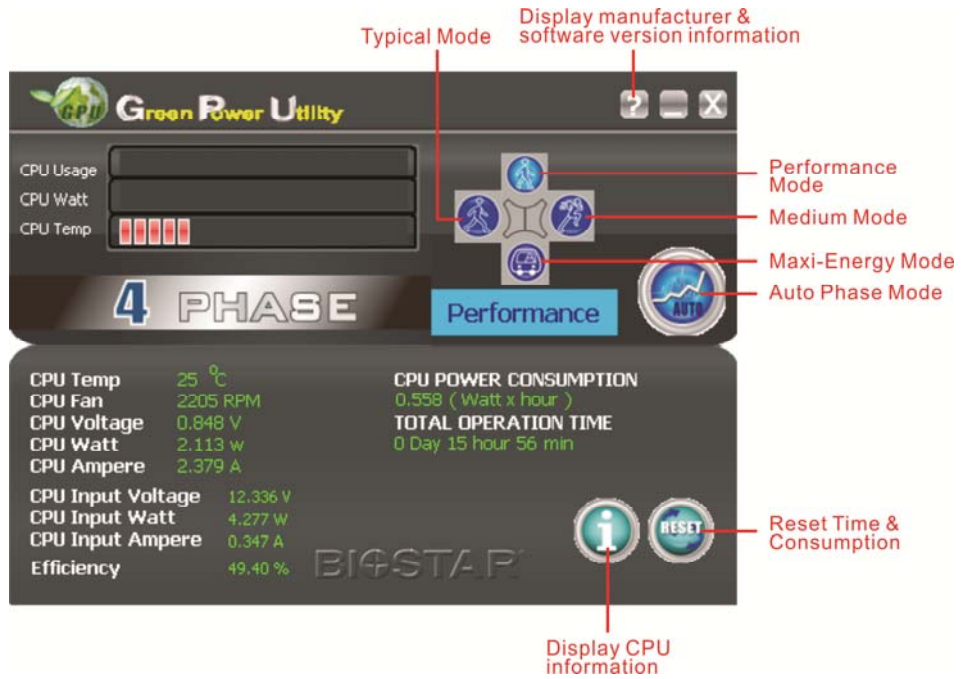 Display manufacturer &
software version information
Typical Mode
GPU
Green Power Utility
?
X
CPU Usage
CPU Watt
CPU Temp
Performance
Mode
Medium Mode
Maxi-Energy Mode
Auto Phase Mode
4 PHASE
Performance
AUTO
CPU Temp 25 °C
CPU Fan 2205 RPM
CPU Voltage 0.848 V
CPU Watt 2.113 w
CPU Ampere 2.379 A
CPU Input Voltage 12.336 V
CPU Input Watt 4.277 W
CPU Input Ampere 0.347 A
Efficiency 49.40 %
CPU POWER CONSUMPTION
0.558 ( Watt x hour )
TOTAL OPERATION TIME
0 Day 15 hour 56 min
i
RESET
BIOSTAR
Reset Time &
Consumption
Display CPU
information